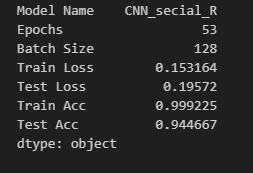 Model Name CNN_secial_R
Epochs 53
Batch Size 128
Train Loss 0.153164
Test Loss 0.19572
Train Acc 0.999225
Test Acc 0.944667
dtype: object